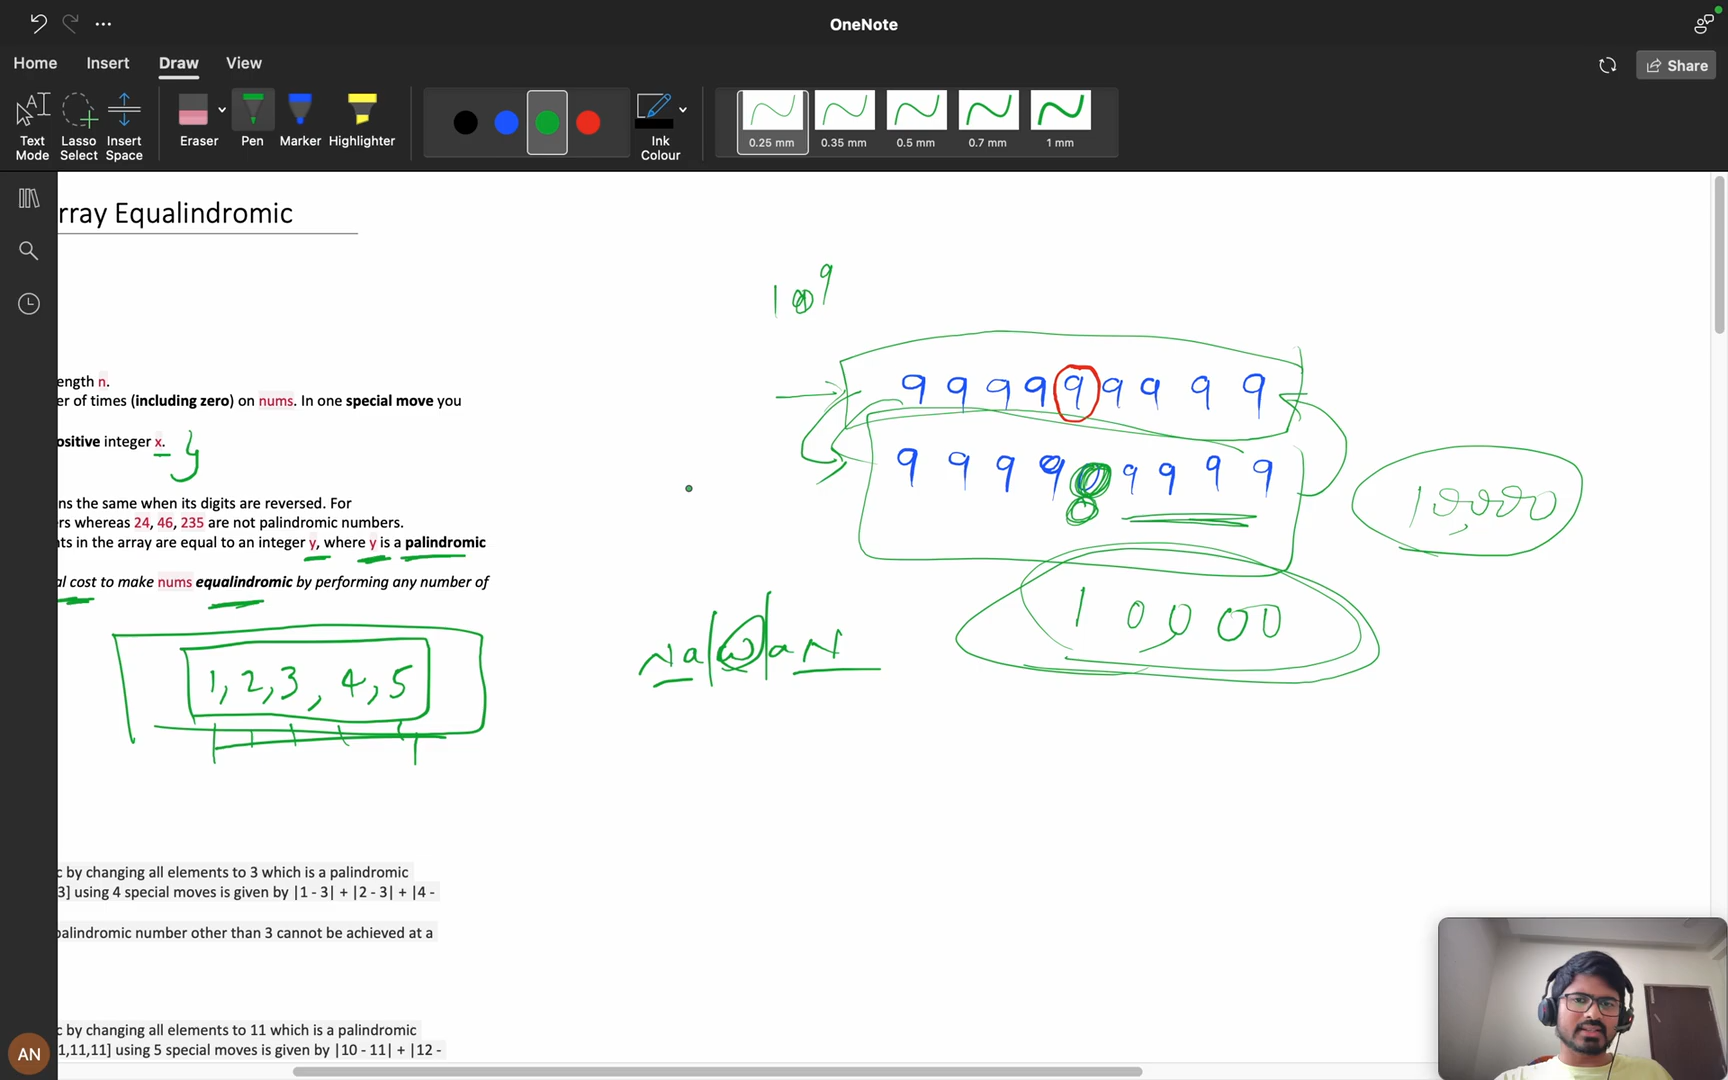 OneNote
Home Insert Draw View
Share
Text Mode
Lasso Select
Insert Space
Eraser
Pen
Marker
Highlighter
Ink Colour
0.25 mm
0.35 mm
0.5 mm
0.7 mm
1 mm
rray Equalindromic
10 9
ength n.
er of times (including zero) on nums. In one special move you
9 9 9 9 9 9 9 9 9
ositive integer x.
y
9 9 9 9 9 9 9 9
8
10,000
ns the same when its digits are reversed. For
rs whereas 24, 46, 235 are not palindromic numbers.
nts in the array are equal to an integer y, where y is a palindromic
al cost to make nums equalindromic by performing any number of
1 0 0 0 0
NaWaN
1, 2, 3, 4, 5
c by changing all elements to 3 which is a palindromic
3] using 4 special moves is given by |1 - 3| + |2 - 3| + |4 -
palindromic number other than 3 cannot be achieved at a
c by changing all elements to 11 which is a palindromic
1,11,11] using 5 special moves is given by |10 - 11| + |12 -
AN